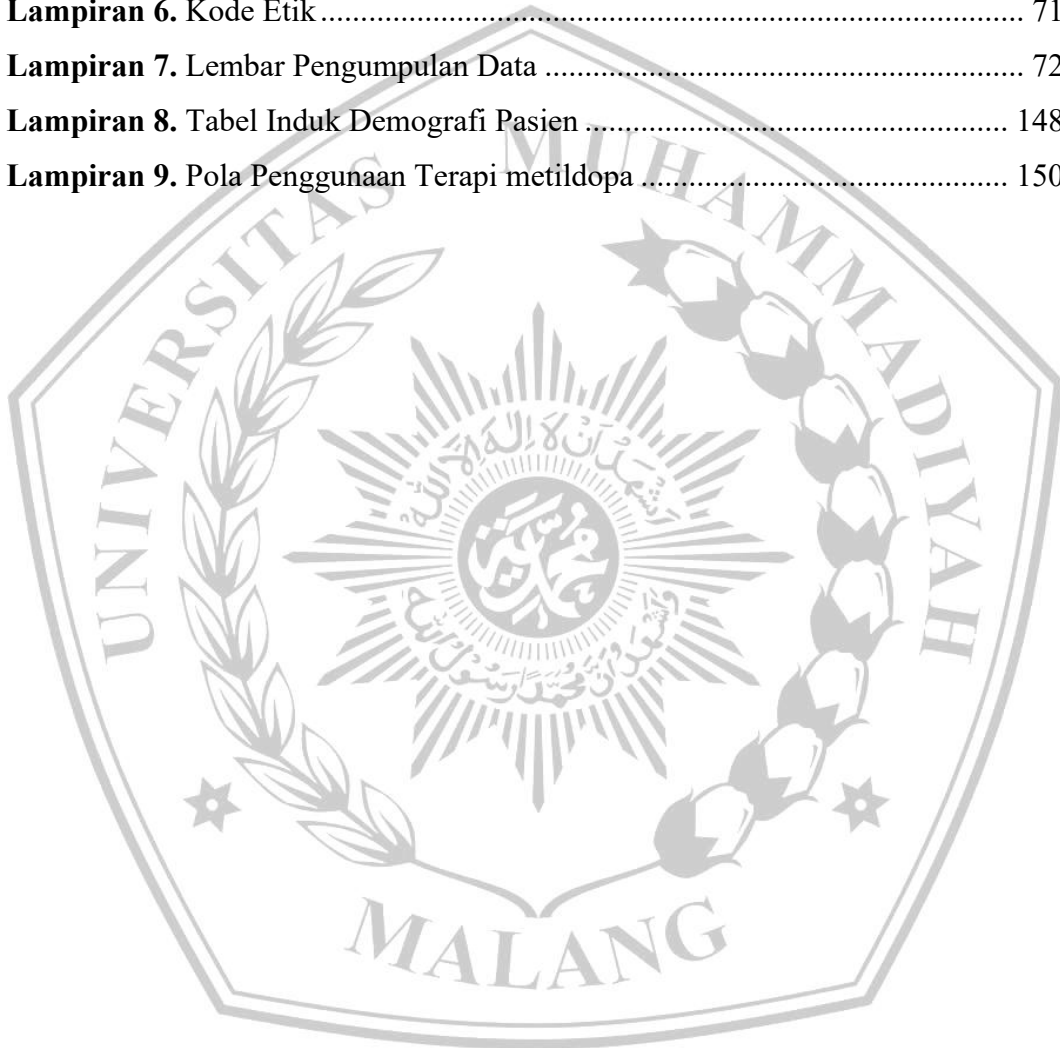 Lampiran 6. Kode Etik .......................................................................... 71
Lampiran 7. Lembar Pengumpulan Data .................................................. 72
Lampiran 8. Tabel Induk Demografi Pasien ............................................ 148
Lampiran 9. Pola Penggunaan Terapi metildopa ...................................... 150
UNIVERSITAS MUHAMMADIYAH
MALANG